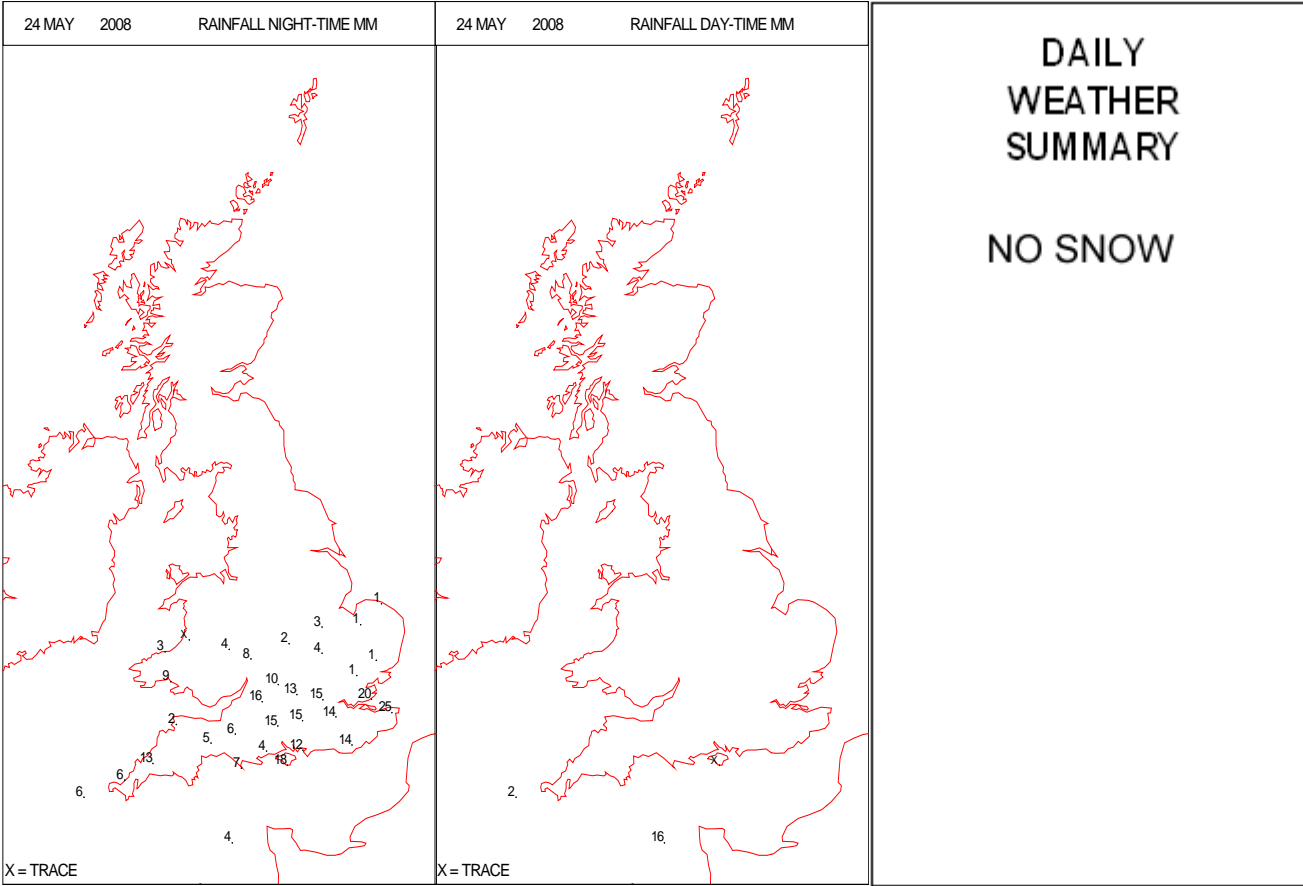 24 MAY 2008 RAINFALL NIGHT-TIME MM
1
3 1
X 2
3 4 4
8 1
9 1
10
13
16 15 20
14 25
2 15 15
6
5 4 12 14
13 7 18
6
6
4
X = TRACE
24 MAY 2008 RAINFALL DAY-TIME MM
X
2
16
X = TRACE
DAILY
WEATHER
SUMMARY
NO SNOW